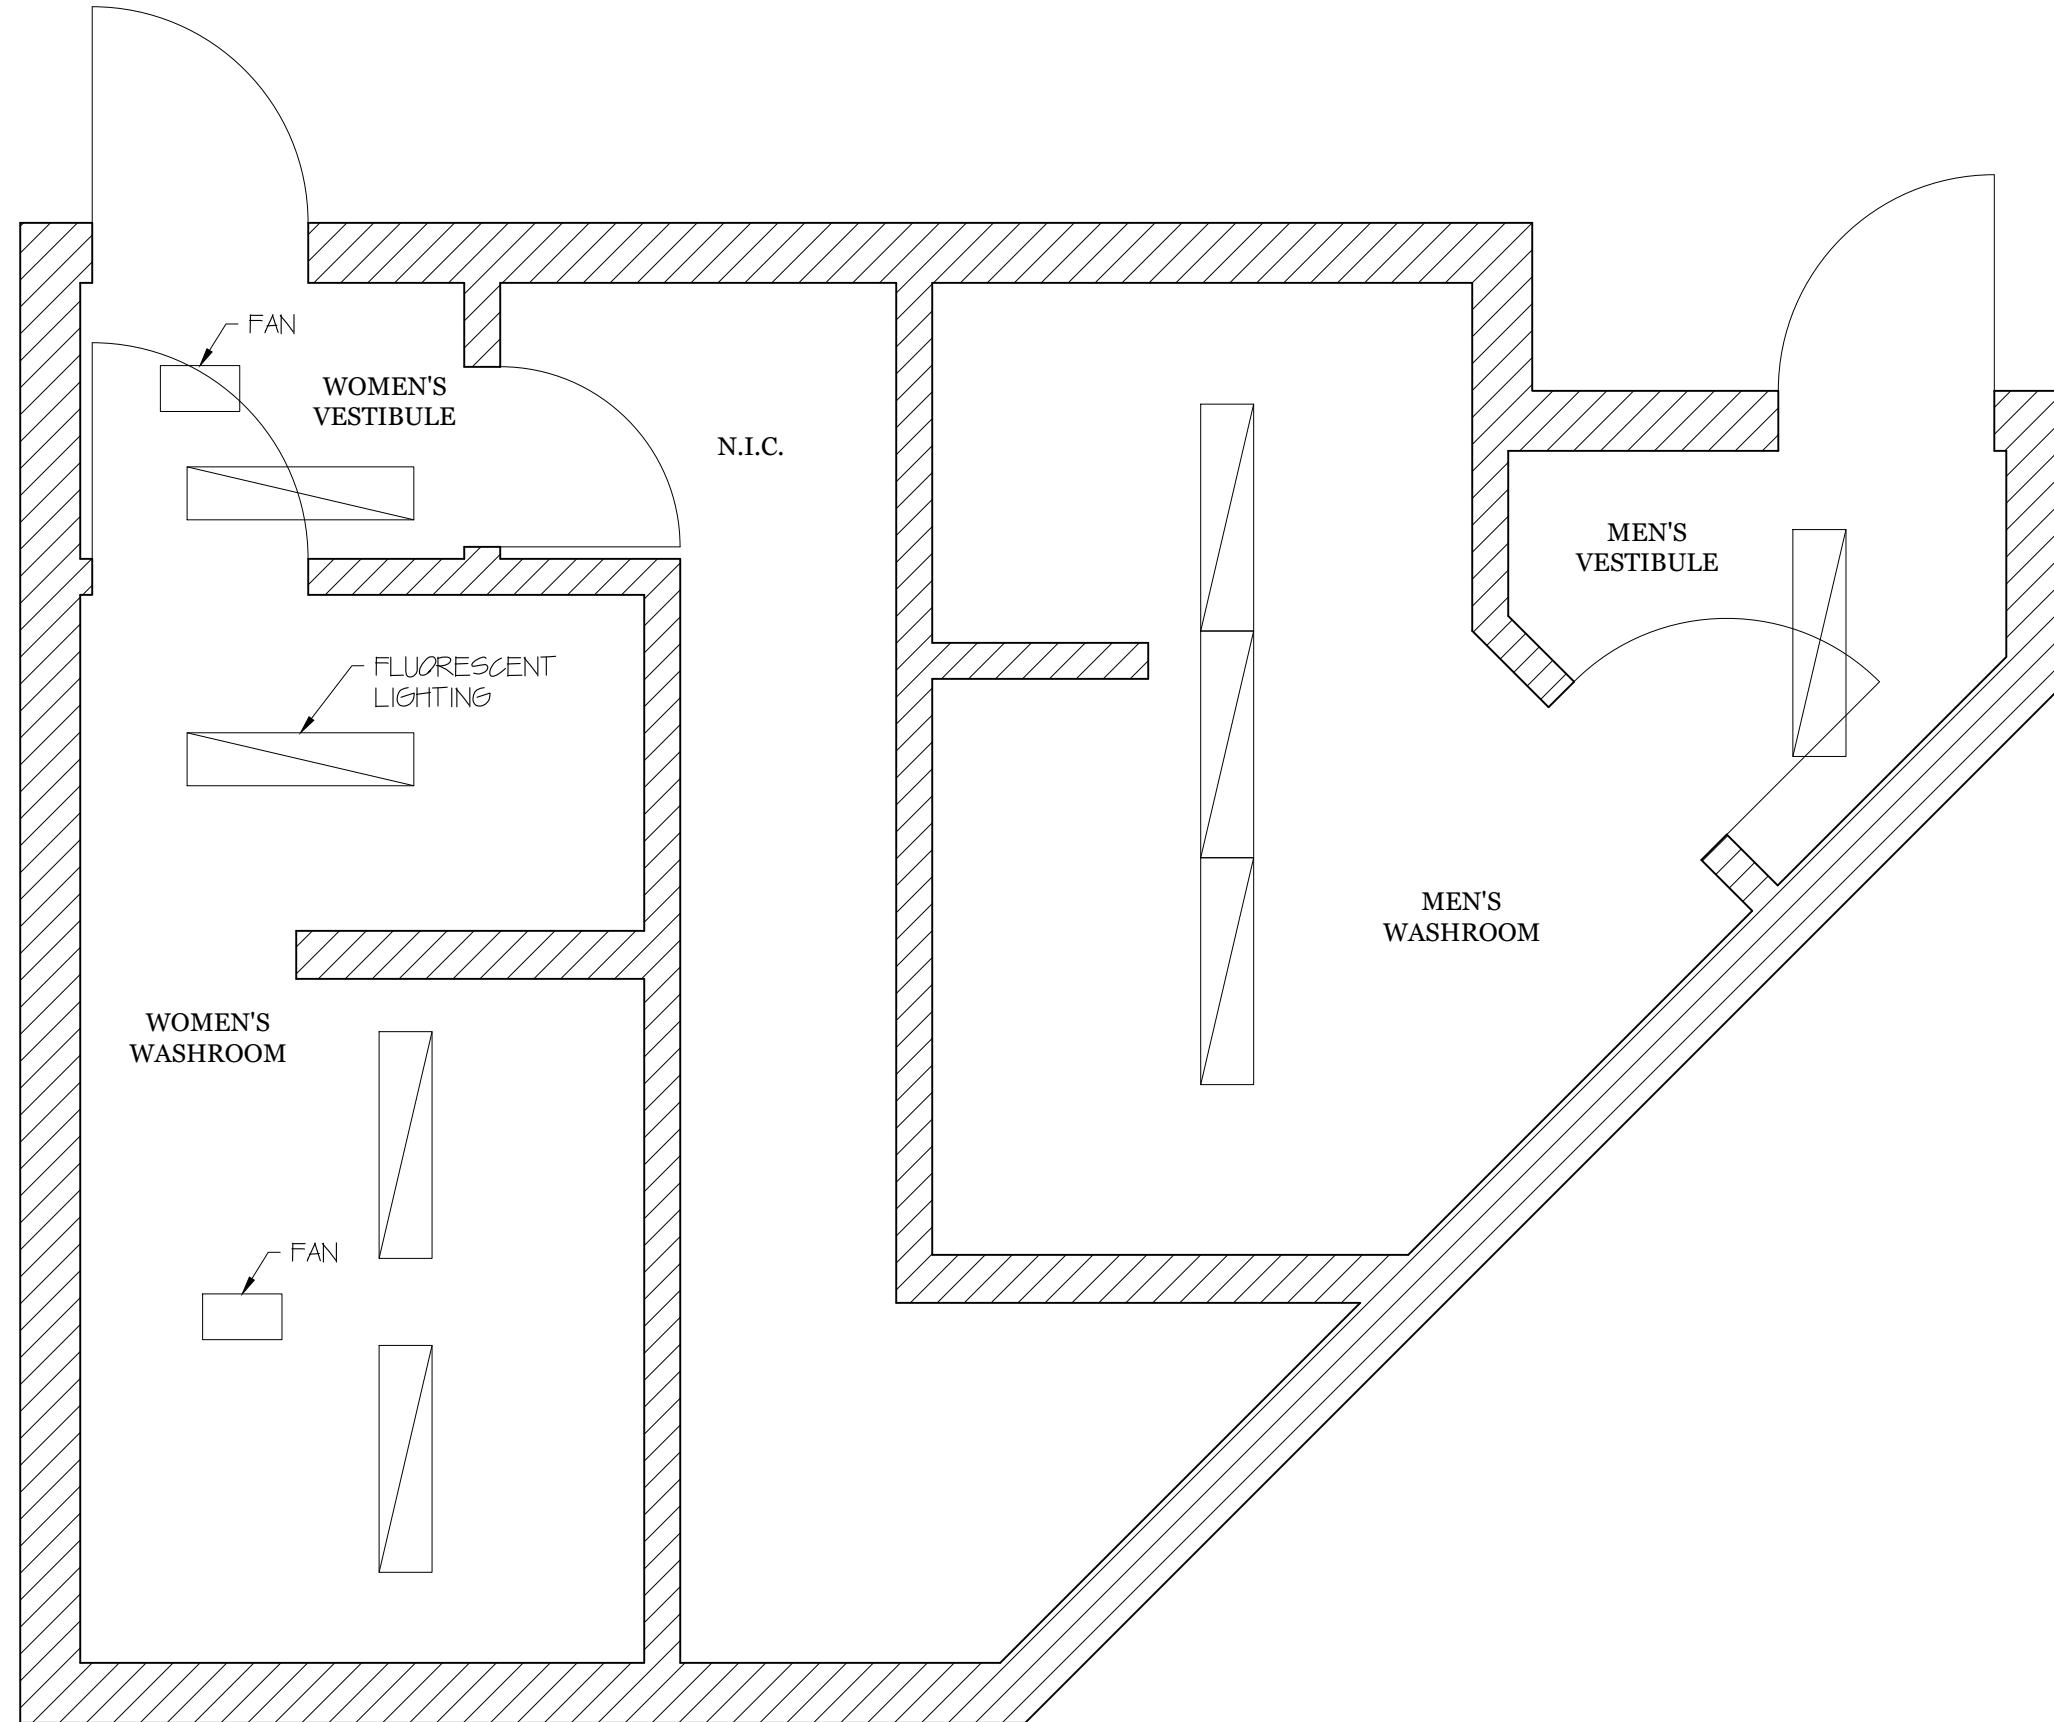 FAN
WOMEN'S
VESTIBULE
N.I.C.
MEN'S
VESTIBULE
FLUORESCENT
LIGHTING
MEN'S
WASHROOM
WOMEN'S
WASHROOM
FAN